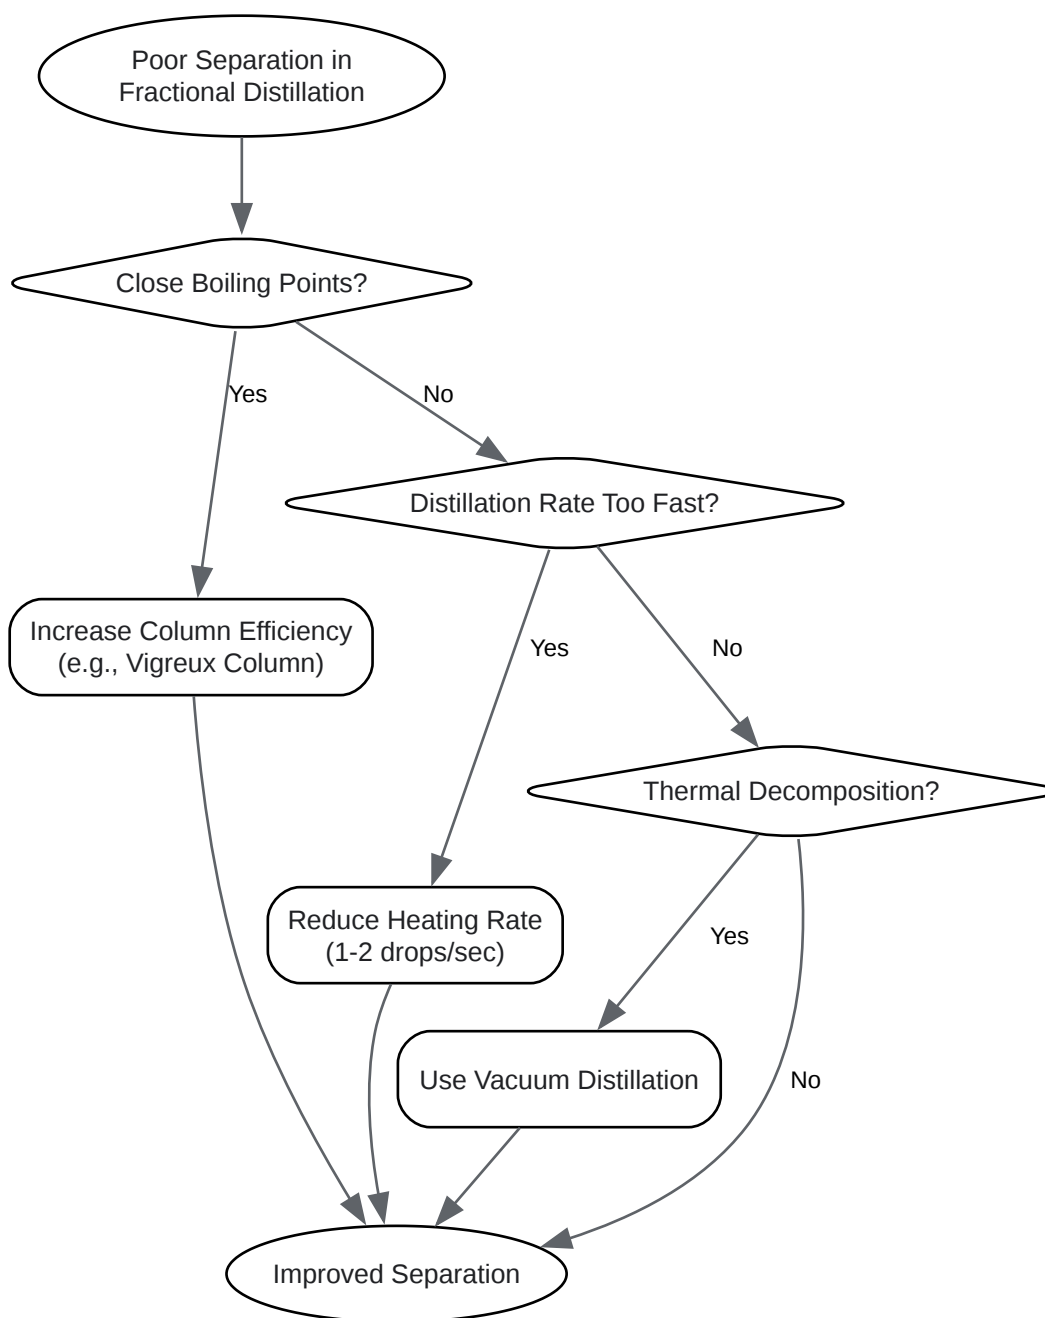 Poor Separation in
Fractional Distillation
Close Boiling Points?
Yes
No
Distillation Rate Too Fast?
Increase Column Efficiency
(e.g., Vigreux Column)
Yes
No
Thermal Decomposition?
Reduce Heating Rate
(1-2 drops/sec)
Yes
Use Vacuum Distillation
No
Improved Separation